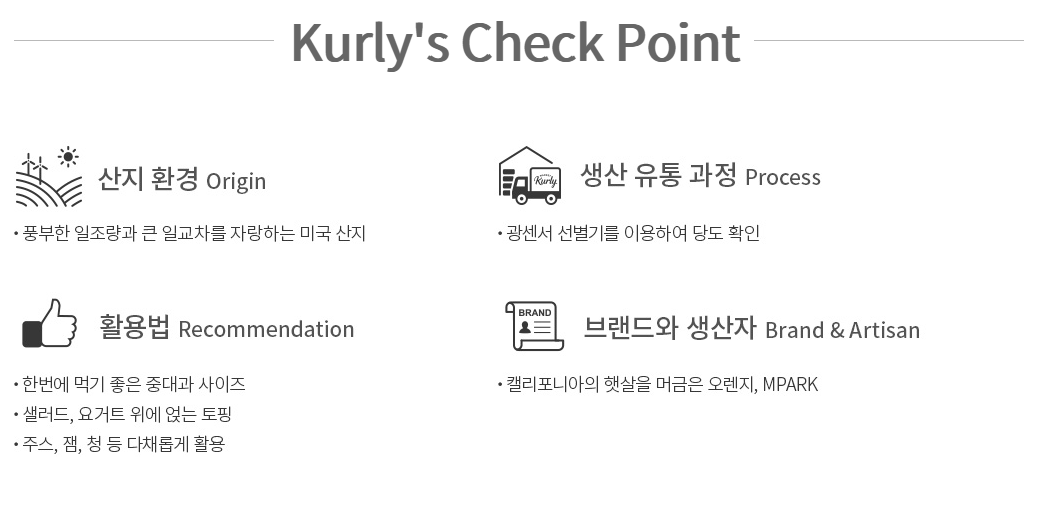 Kurly's Check Point
산지 환경 Origin
• 풍부한 일조량과 큰 일교차를 자랑하는 미국 산지
Kurly
생산 유통 과정 Process
• 광센서 선별기를 이용하여 당도 확인
활용법 Recommendation
• 한번에 먹기 좋은 중대과 사이즈
• 샐러드, 요거트 위에 얹는 토핑
• 주스, 잼, 청 등 다채롭게 활용
BRAND
브랜드와 생산자 Brand & Artisan
• 캘리포니아의 햇살을 머금은 오렌지, MPARK